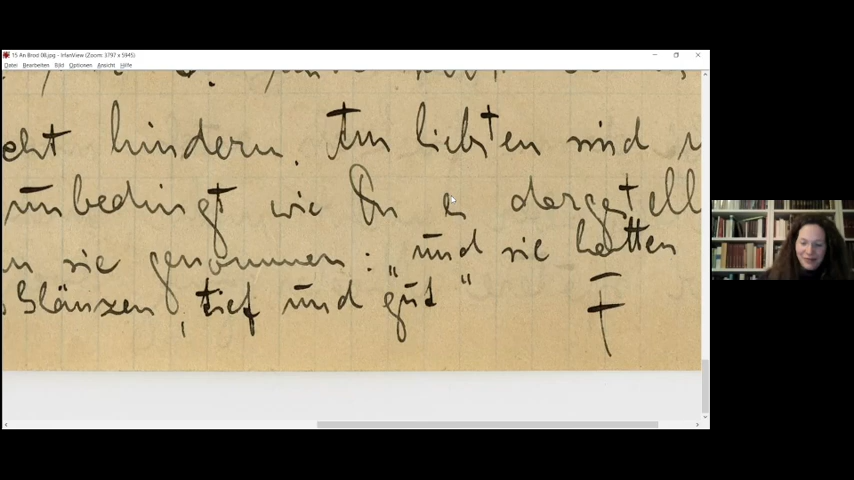 15 An Brod 08.jpg - IrfanView (Zoom: 3797 x 5945)
Datei Bearbeiten Bild Optionen Ansicht Hilfe
cht hindern. Am liebsten sind
unbedingt wie Du es dargestell
sie genommen: „und sie hatten
Glänzen, tief und gut“ F